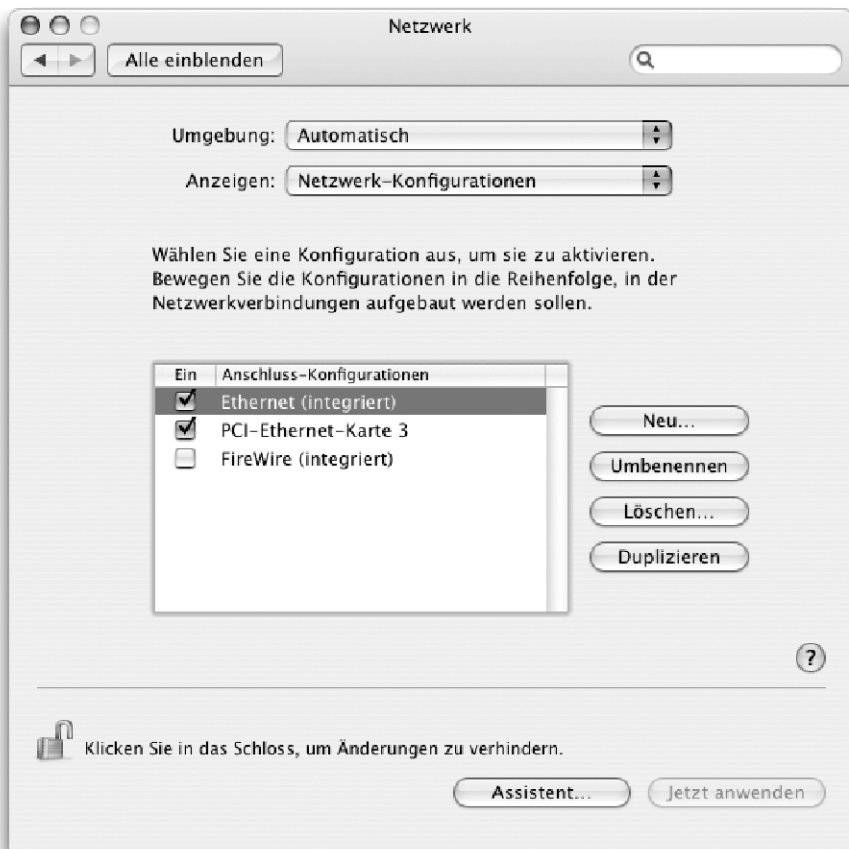 Netzwerk
Alle einblenden
Umgebung: Automatisch
Anzeigen: Netzwerk-Konfigurationen
Wählen Sie eine Konfiguration aus, um sie zu aktivieren.
Bewegen Sie die Konfigurationen in die Reihenfolge, in der
Netzwerkverbindungen aufgebaut werden sollen.
Ein Anschluss-Konfigurationen
Ethernet (integriert)
PCI-Ethernet-Karte 3
FireWire (integriert)
Neu...
Umbenennen
Löschen...
Duplizieren
?
Klicken Sie in das Schloss, um Änderungen zu verhindern.
Assistent... Jetzt anwenden